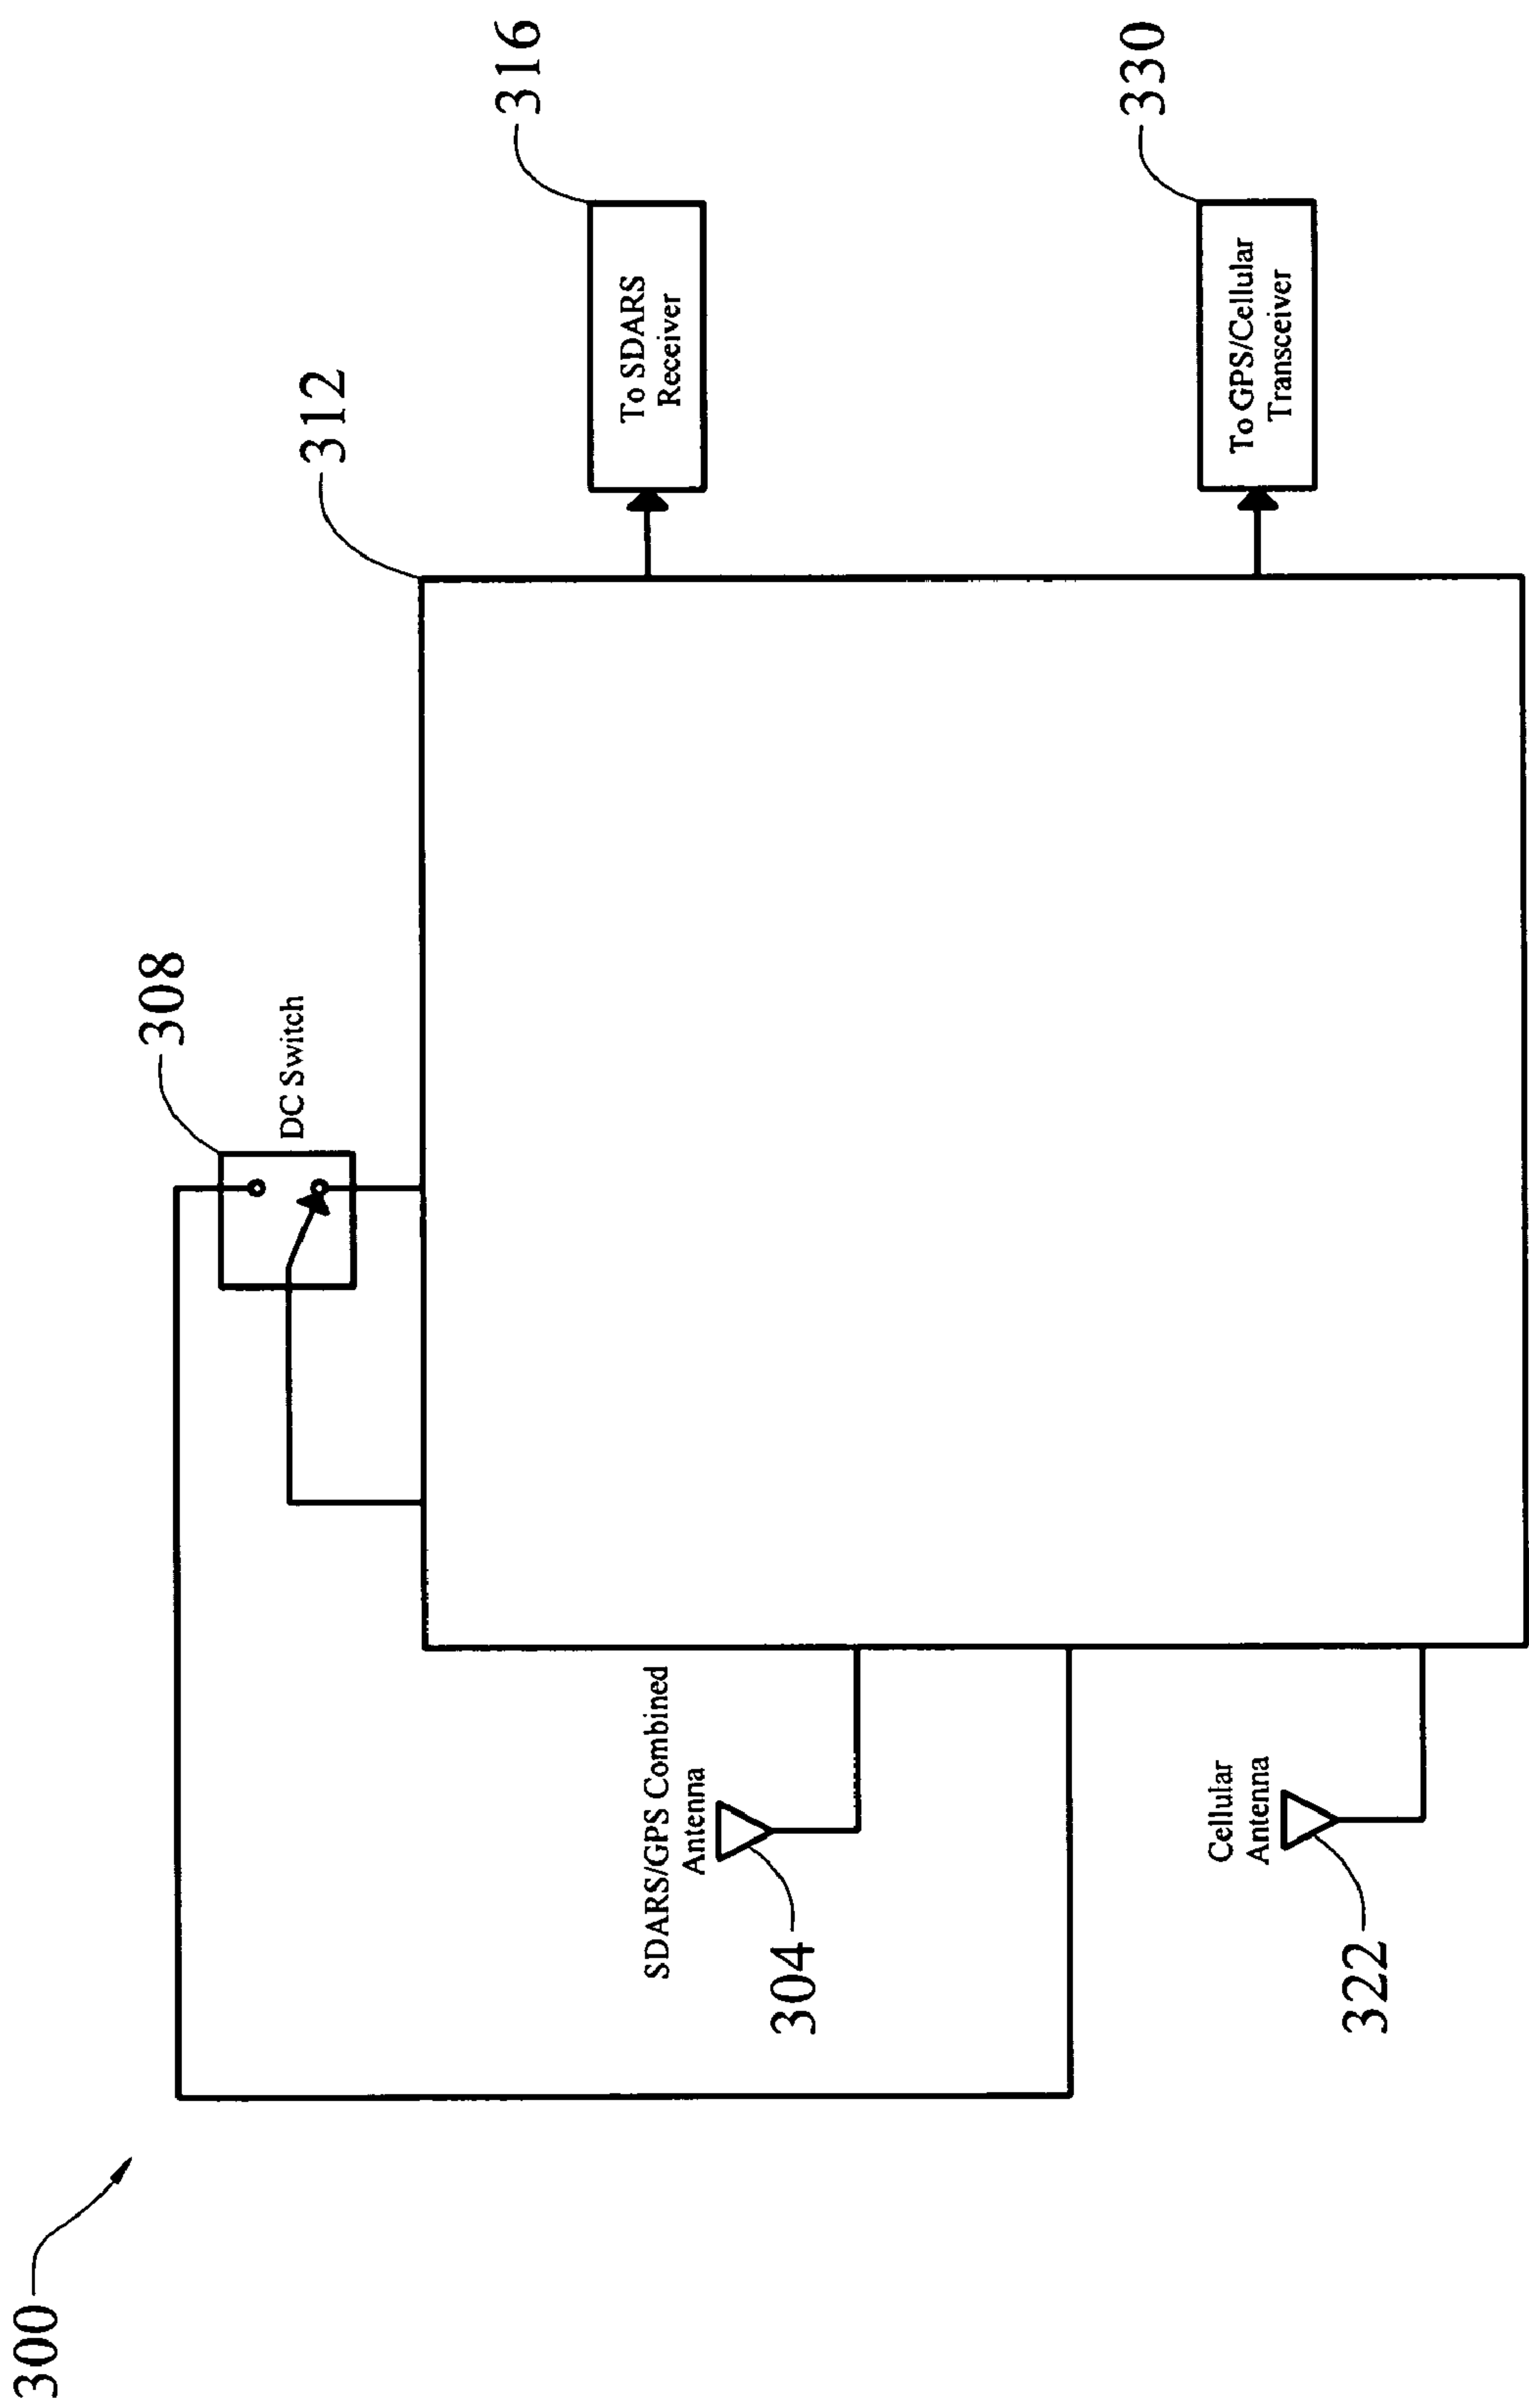 300
308
DC Switch
312
316
To SDARS
Receiver
SDARS/GPS Combined
Antenna
304
Cellular
Antenna
322
330
To GPS/Cellular
Transceiver